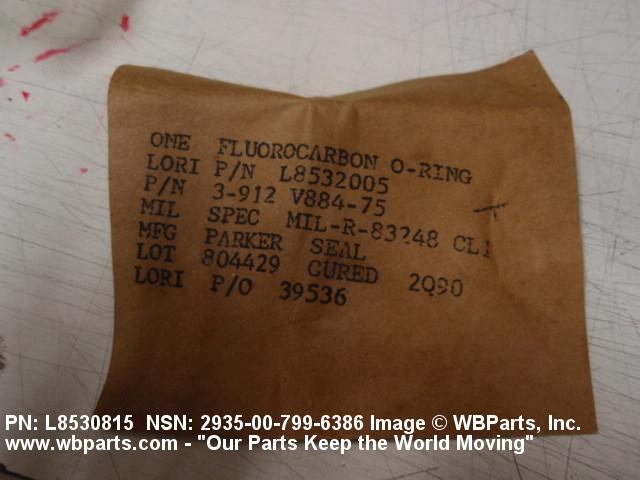 ONE FLUOROCARBON O-RING
LORI P/N L8532005
P/N 3-912 V884-75
MIL SPEC MIL-R-83248 CL1
MFG PARKER SEAL
LOT 804429 CURED 2Q90
LORI P/O 39536
PN: L8530815 NSN: 2935-00-799-6386 Image © WBParts, Inc.
www.wbparts.com - "Our Parts Keep the World Moving"